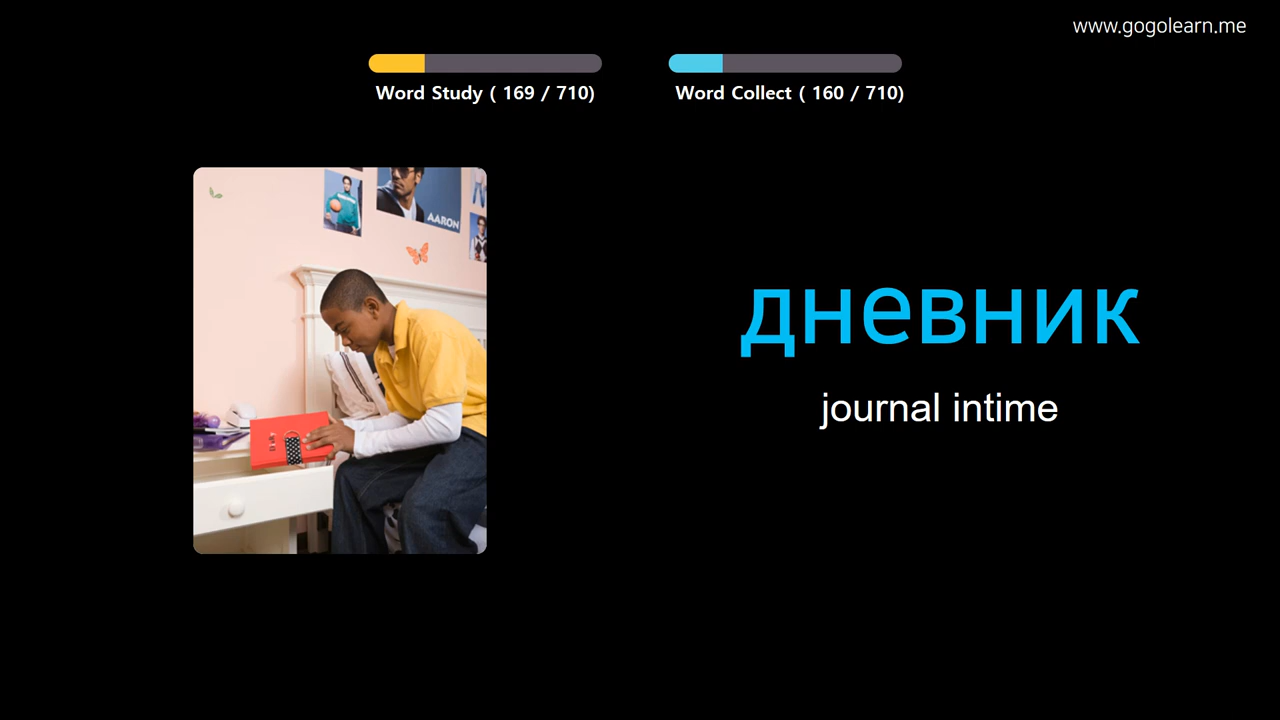 www.gogolearn.me
Word Study ( 169 / 710)
Word Collect ( 160 / 710)
AARON
дневник
journal intime